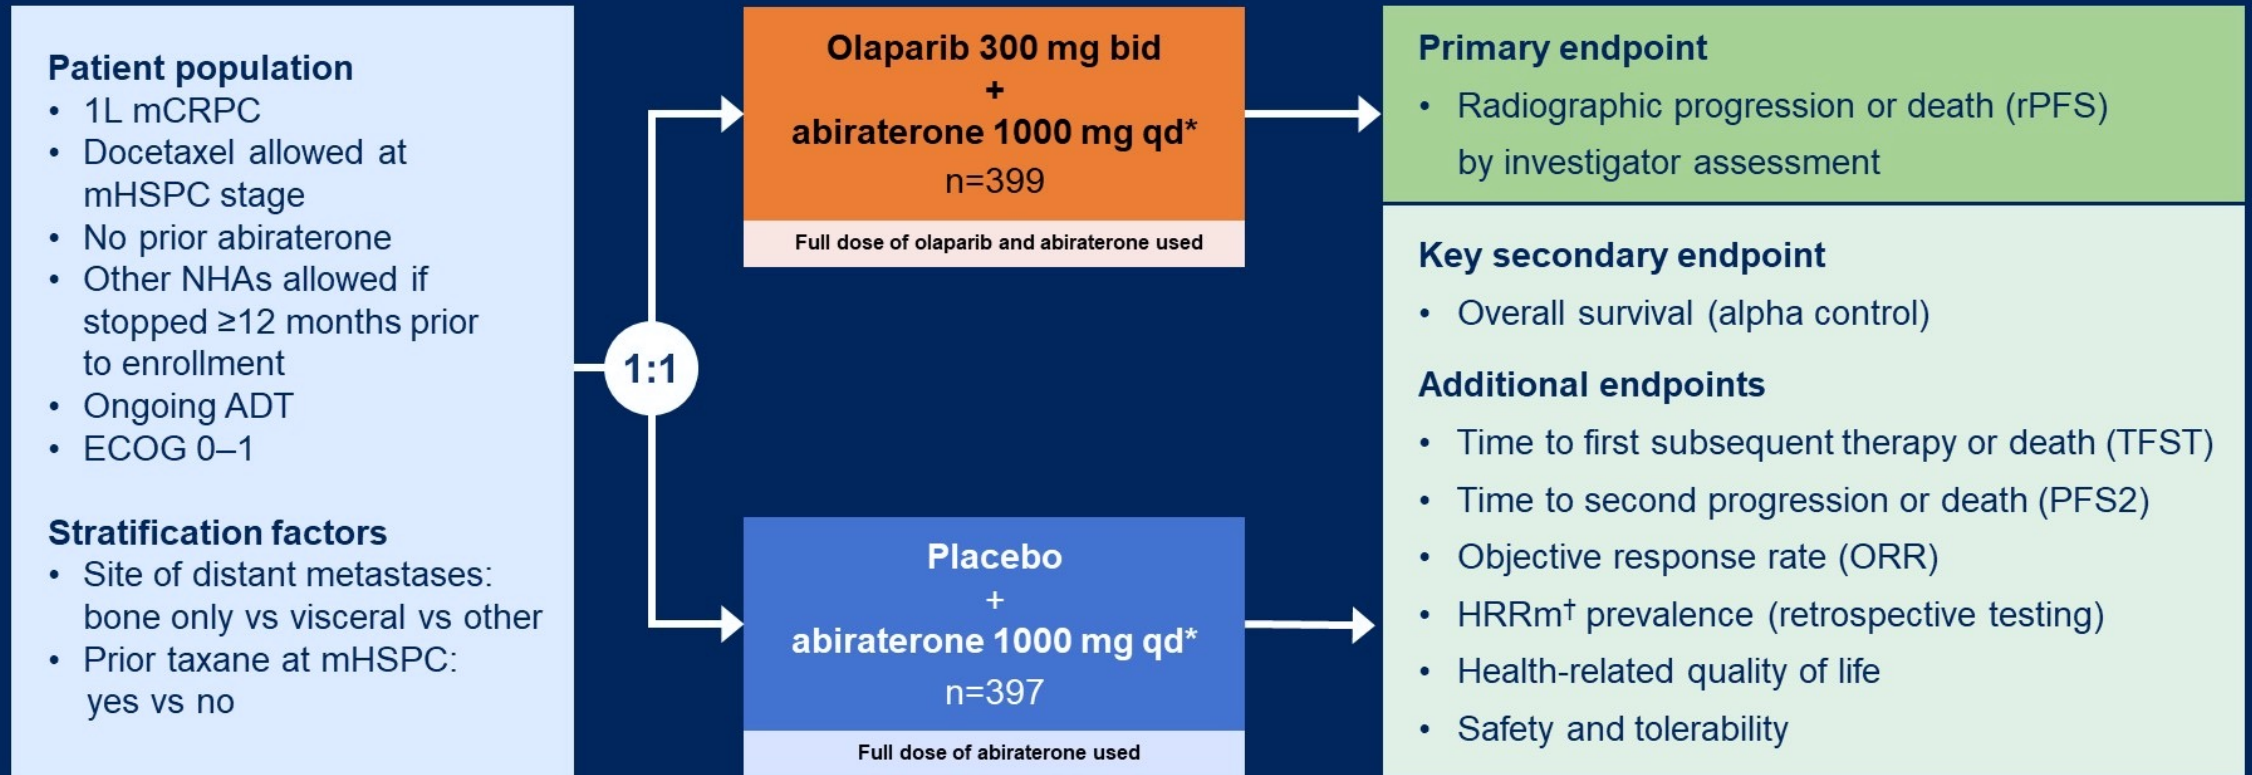 Patient population
• 1L mCRPC
• Docetaxel allowed at
mHSPC stage
• No prior abiraterone
• Other NHAs allowed if
stopped ≥12 months prior
to enrollment
• Ongoing ADT
• ECOG 0–1
Stratification factors
• Site of distant metastases:
bone only vs visceral vs other
• Prior taxane at mHSPC:
yes vs no
1:1
Olaparib 300 mg bid
+
abiraterone 1000 mg qd*
n=399
Full dose of olaparib and abiraterone used
Placebo
+
abiraterone 1000 mg qd*
n=397
Full dose of abiraterone used
Primary endpoint
• Radiographic progression or death (rPFS)
by investigator assessment
Key secondary endpoint
• Overall survival (alpha control)
Additional endpoints
• Time to first subsequent therapy or death (TFST)
• Time to second progression or death (PFS2)
• Objective response rate (ORR)
• HRRm† prevalence (retrospective testing)
• Health-related quality of life
• Safety and tolerability